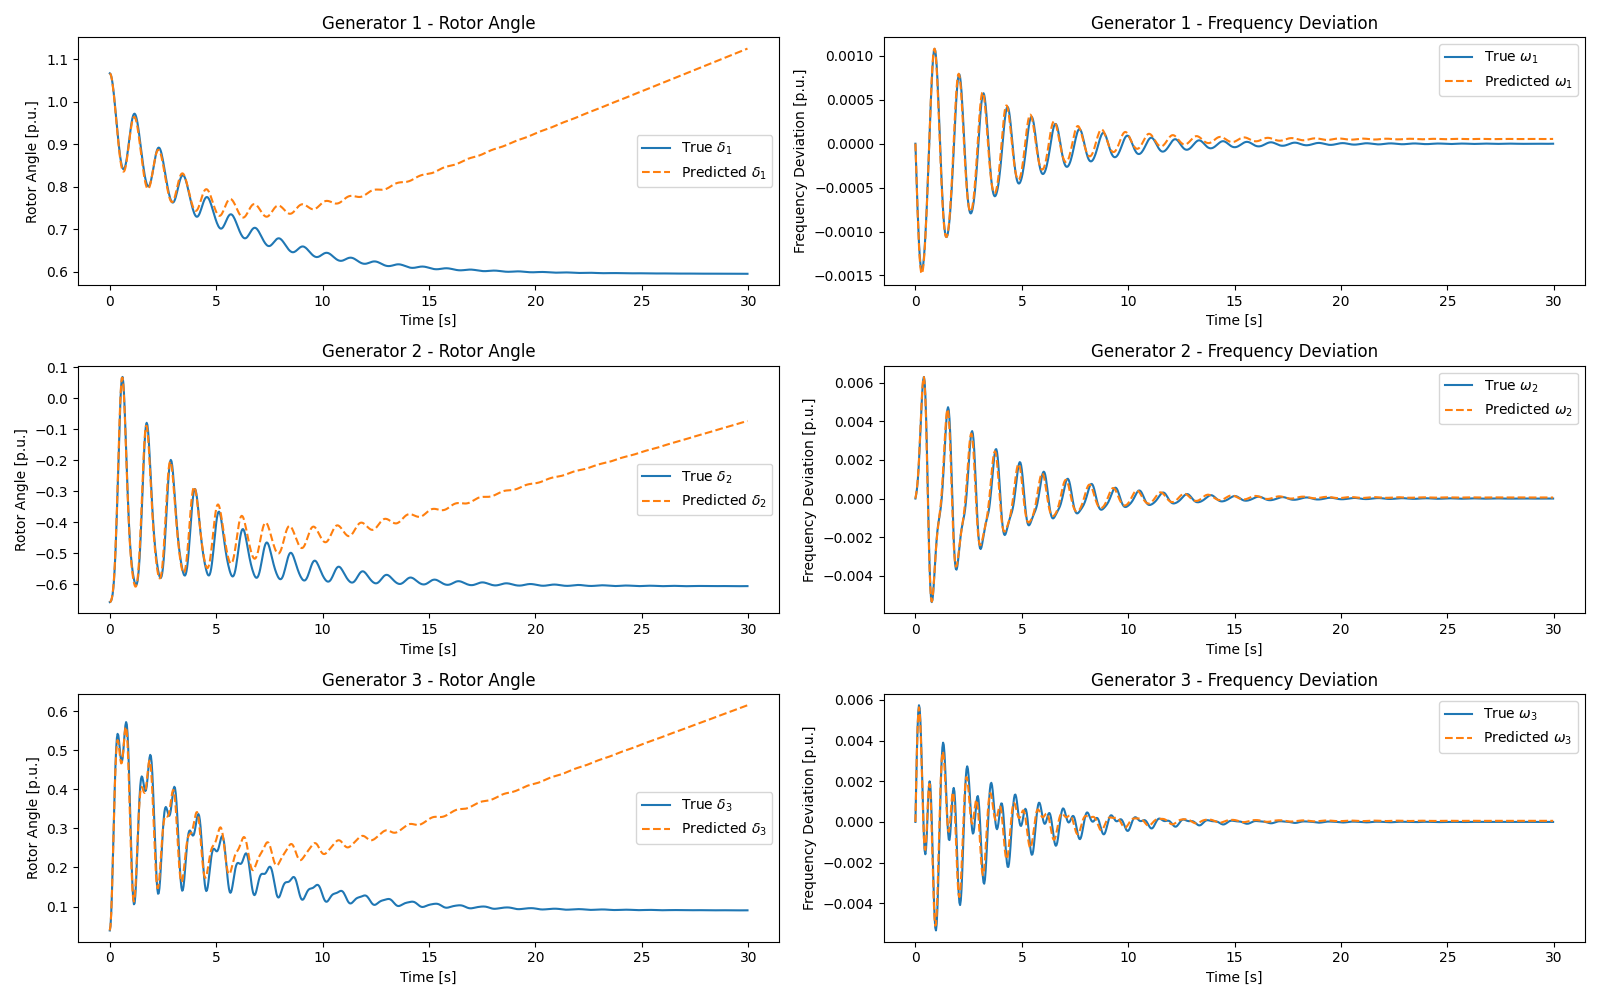 Generator 1 - Rotor Angle
Rotor Angle [p.u.]
1.1
1.0
0.9
0.8
0.7
0.6
True δ1
Predicted δ1
0 5 10 15 20 25 30
Time [s]
Generator 1 - Frequency Deviation
Frequency Deviation [p.u.]
0.0010
0.0005
0.0000
−0.0005
−0.0010
−0.0015
True ω1
Predicted ω1
0 5 10 15 20 25 30
Time [s]
Generator 2 - Rotor Angle
Rotor Angle [p.u.]
0.1
0.0
−0.1
−0.2
−0.3
−0.4
−0.5
−0.6
True δ2
Predicted δ2
0 5 10 15 20 25 30
Time [s]
Generator 2 - Frequency Deviation
Frequency Deviation [p.u.]
0.006
0.004
0.002
0.000
−0.002
−0.004
True ω2
Predicted ω2
0 5 10 15 20 25 30
Time [s]
Generator 3 - Rotor Angle
Rotor Angle [p.u.]
0.6
0.5
0.4
0.3
0.2
0.1
True δ3
Predicted δ3
0 5 10 15 20 25 30
Time [s]
Generator 3 - Frequency Deviation
Frequency Deviation [p.u.]
0.006
0.004
0.002
0.000
−0.002
−0.004
True ω3
Predicted ω3
0 5 10 15 20 25 30
Time [s]